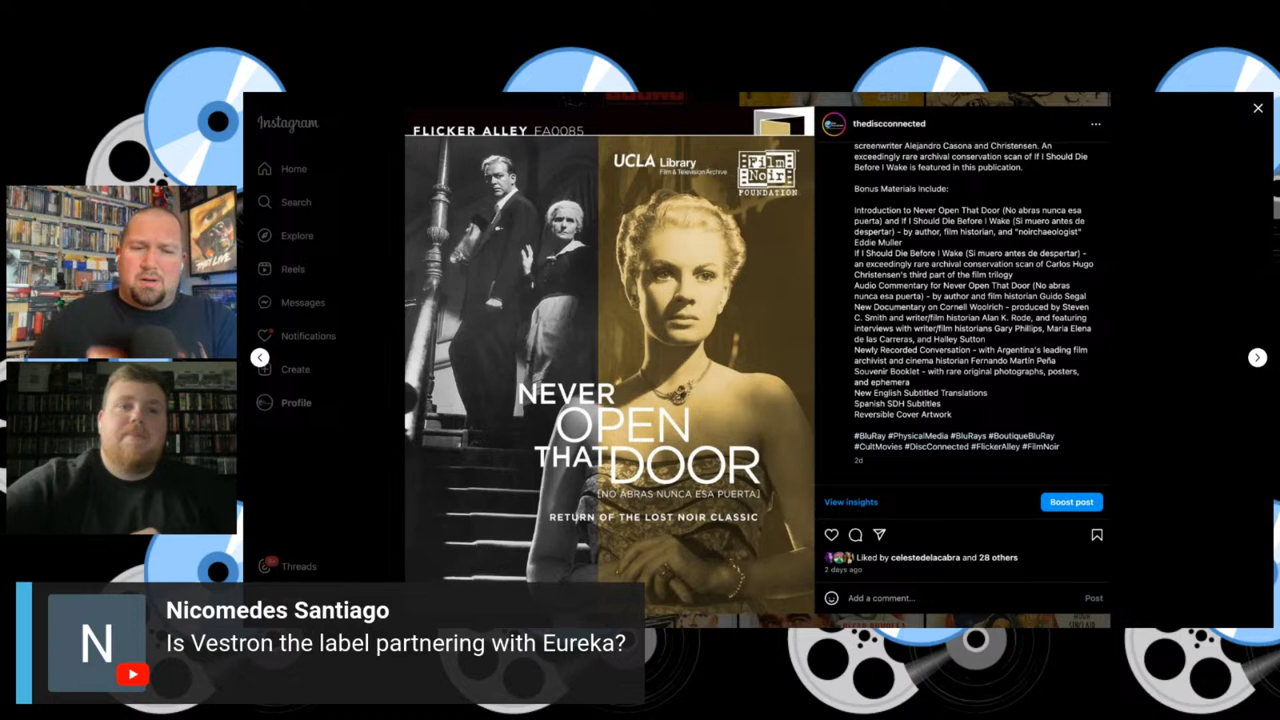 Instagram
Home
Search
Explore
Reels
Messages
Notifications
Create
Profile
Threads
FLICKER ALLEY FA0085
UCLA Library
Film & Television Archive
Film
Noir
FOUNDATION
NEVER
OPEN
THAT DOOR
[NO ABRAS NUNCA ESA PUERTA]
RETURN OF THE LOST NOIR CLASSIC
thediscconnected
screenwriter Alejandro Casona and Christensen. An
exceedingly rare archival conservation scan of If I Should Die
Before I Wake is featured in this publication.
Bonus Materials include:
Introduction to Never Open That Door (No abras nunca esa
puerta) and If I Should Die Before I Wake (Si muero antes de
despertar) - by author, film historian, and "noirchaeologist"
Eddie Muller
If I Should Die Before I Wake (Si muero antes de despertar) -
an exceedingly rare archival conservation scan of Carlos Hugo
Christensen's third part of the film trilogy
Audio Commentary for Never Open That Door (No abras
nunca esa puerta) - by author and film historian Guido Segal
New Documentary on Cornell Woolrich - produced by Steven
C. Smith and writer/film historian Alan K. Rode, and featuring
interviews with writer/film historians Gary Phillips, Maria Elena
de las Carreras, and Halley Sutton
Newly Recorded Conversation - with Argentina's leading film
archivist and cinema historian Fernando Martín Peña
Souvenir Booklet - with rare original photographs, posters,
and ephemera
New English Subtitled Translations
Spanish SDH Subtitles
Reversible Cover Artwork
#BluRay #PhysicalMedia #BluRays #BoutiqueBluRay
#CultMovies #DiscConnected #FlickerAlley #FilmNoir
2d
View insights
Boost post
Liked by celestedelacabra and 28 others
2 days ago
Add a comment...
Post
N
Nicomedes Santiago
Is Vestron the label partnering with Eureka?